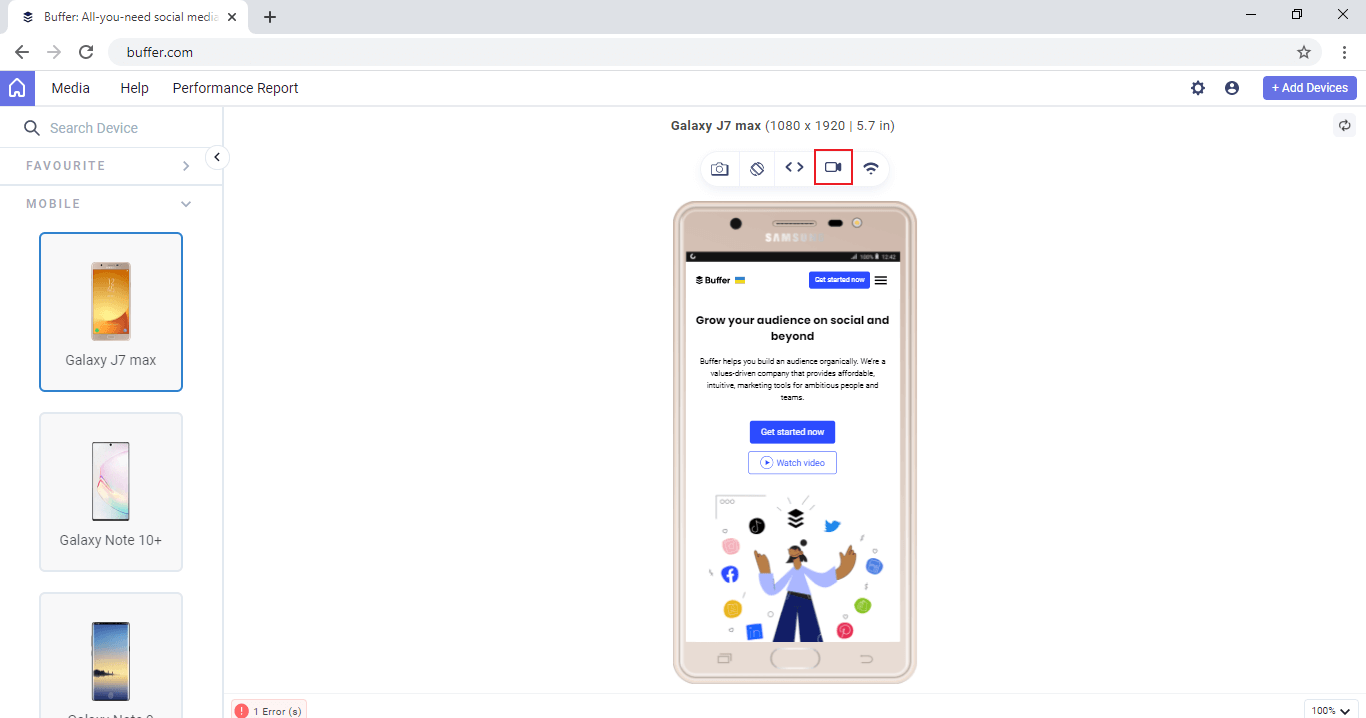 Buffer: All-you-need social media
buffer.com
Media Help Performance Report
+ Add Devices
Search Device
Galaxy J7 max (1080 x 1920 | 5.7 in)
FAVOURITE
MOBILE
SAMSUNG
100% 12:42
Buffer
Get started now
Grow your audience on social and
beyond
Buffer helps you build an audience organically. We're a
values-driven company that provides affordable,
intuitive, marketing tools for ambitious people and
teams.
Get started now
Watch video
Galaxy J7 max
Galaxy Note 10+
1 Error (s)
100%